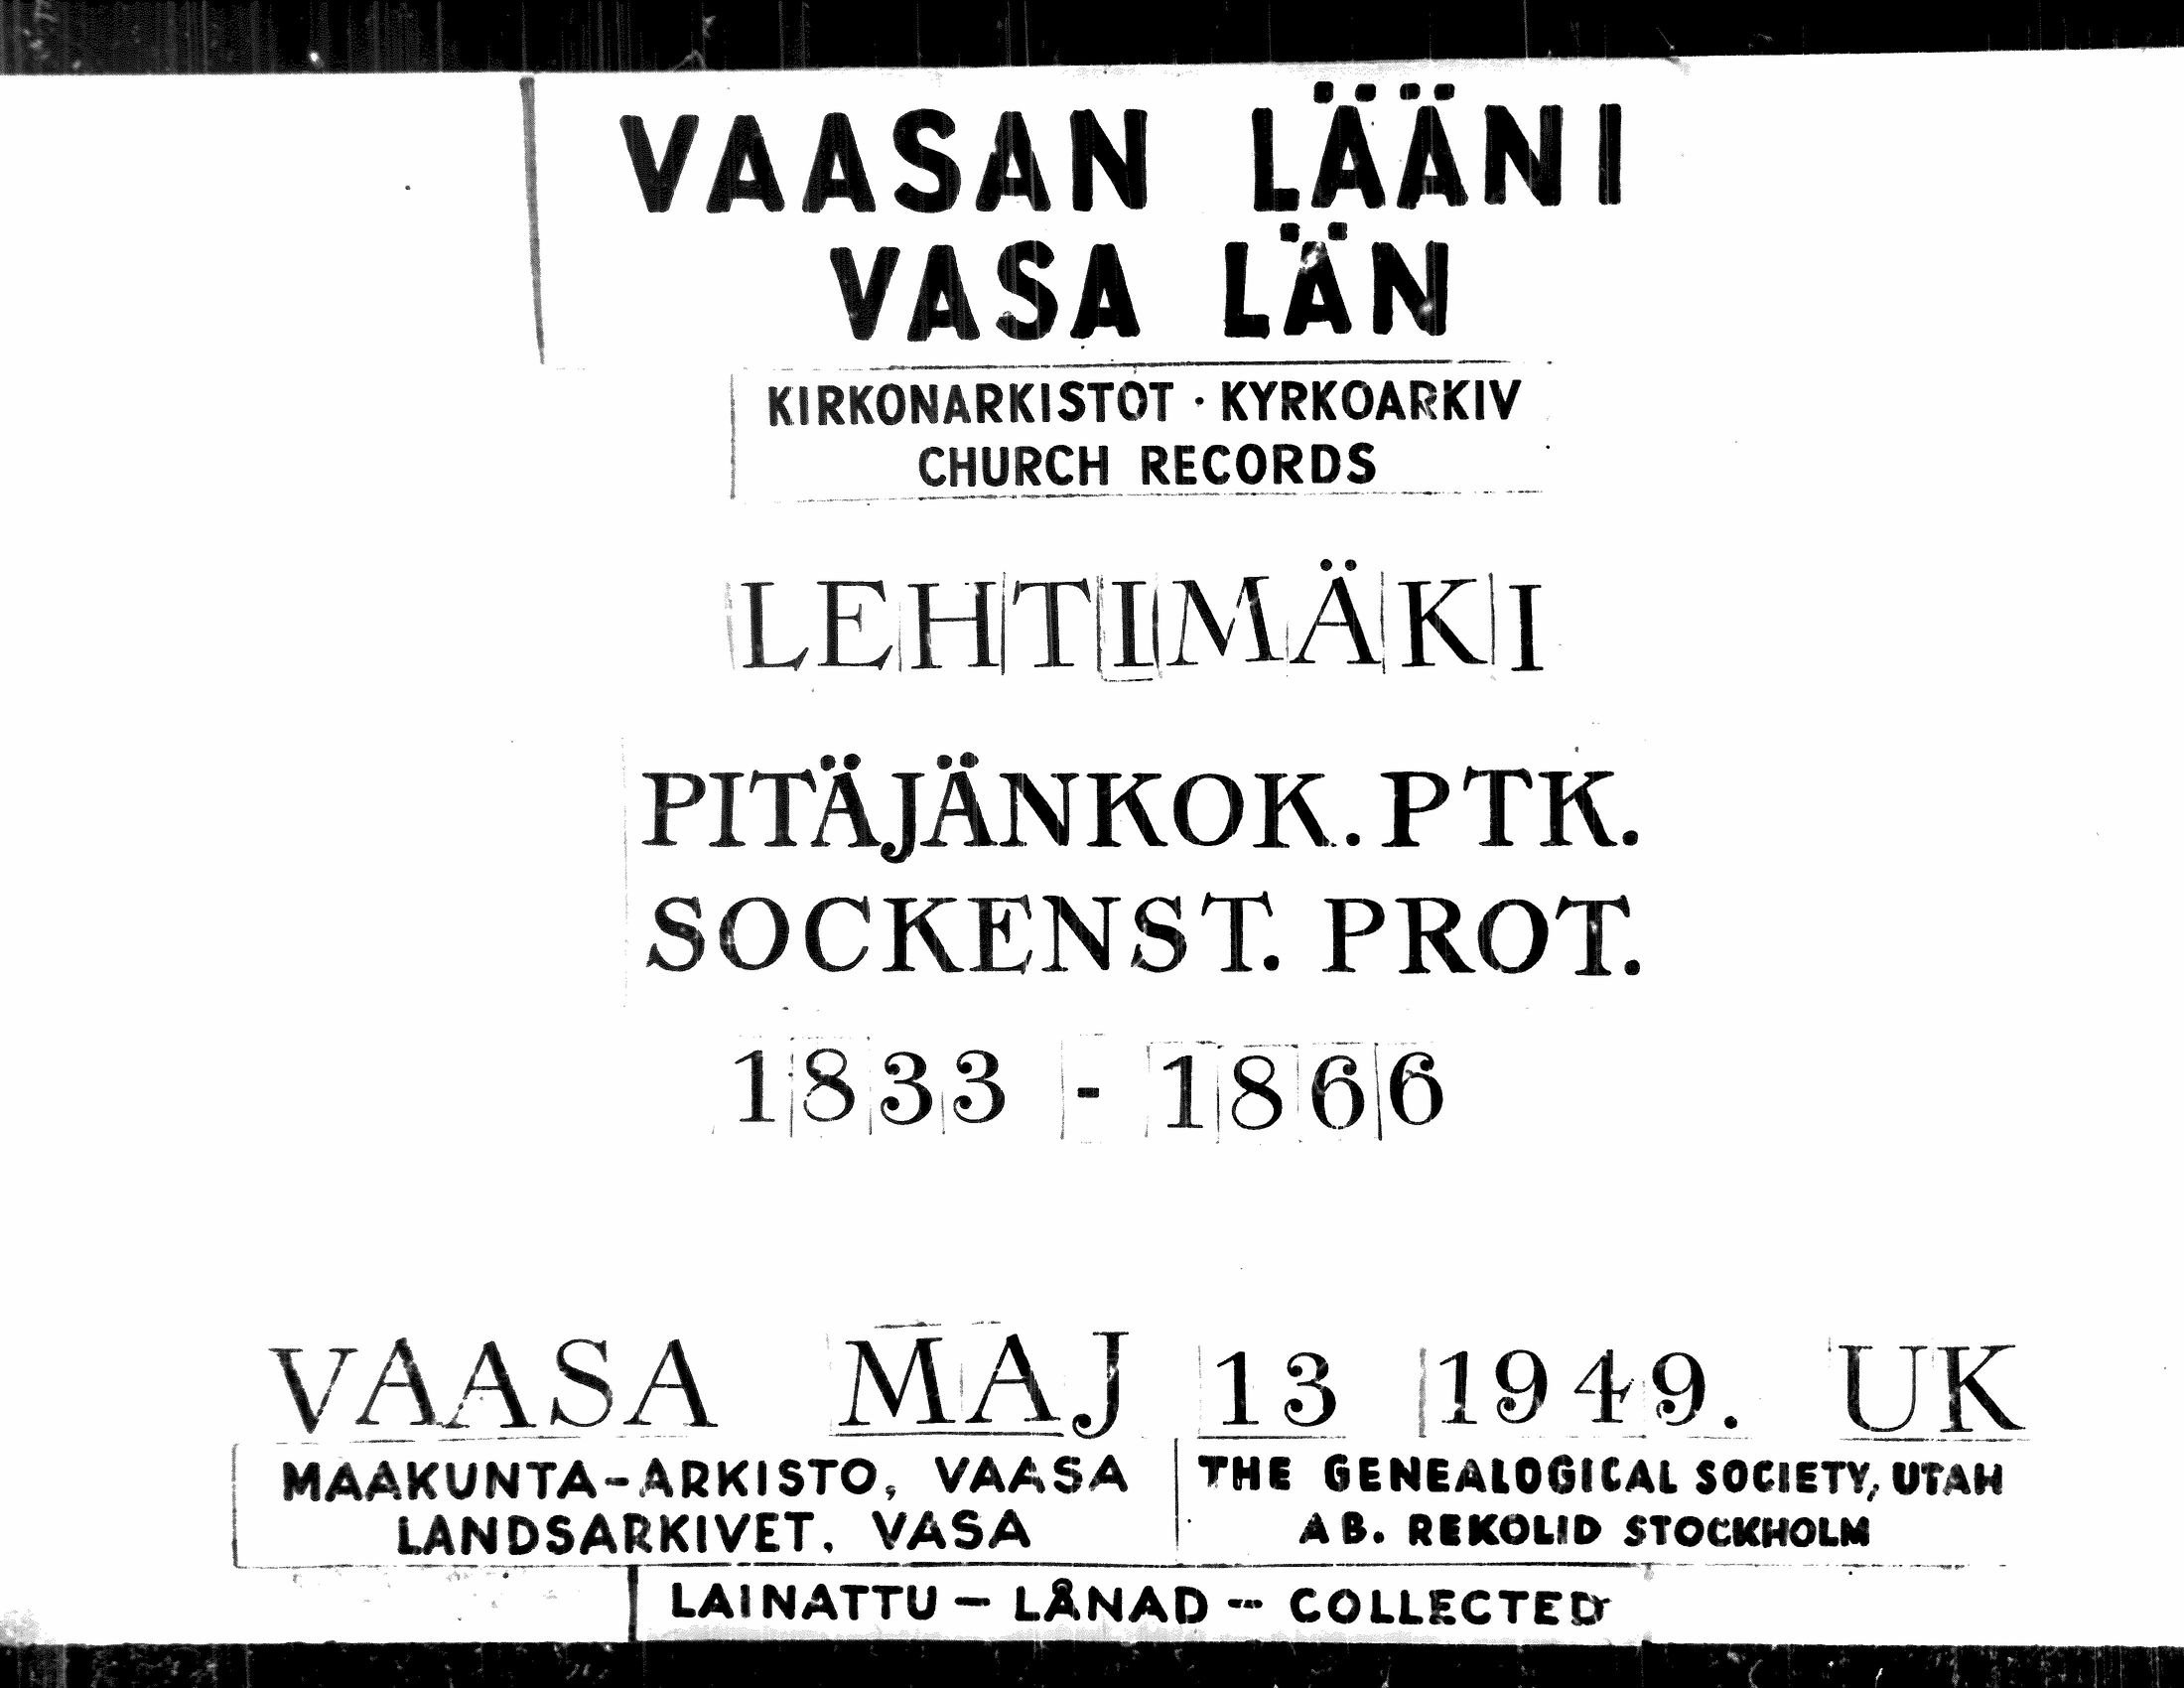 VAASAN LÄÄNI
VASA LÄN
KIRKONARKISTOT · KYRKOARKIV
CHURCH RECORDS
LEHTIMÄKI
PITÄJÄNKOK. PTK.
SOCKENST. PROT.
1833 - 1866
VAASA MAJ 13 1949. UK
MAAKUNTA-ARKISTO, VAASA
LANDSARKIVET, VASA
THE GENEALOGICAL SOCIETY, UTAH
AB. REKOLID STOCKHOLM
LAINATTU — LÅNAD — COLLECTED